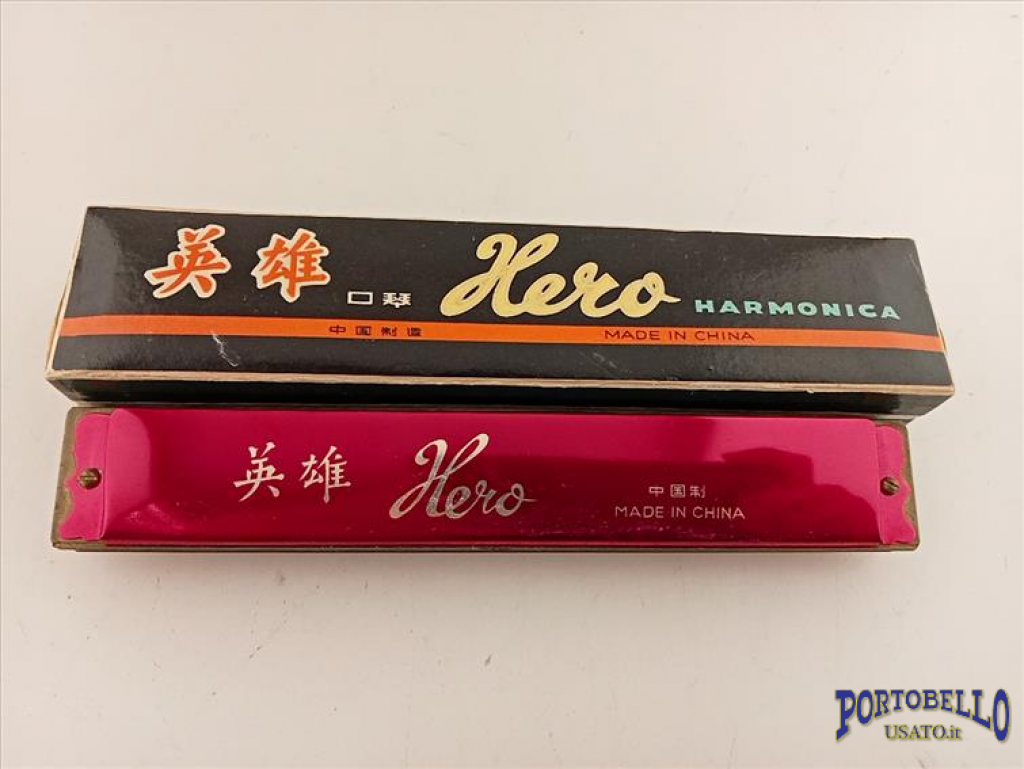 英雄 口琴 Hero HARMONICA
中国制造 MADE IN CHINA
英雄 Hero 中国制
MADE IN CHINA
PORTOBELLO
USATO.it